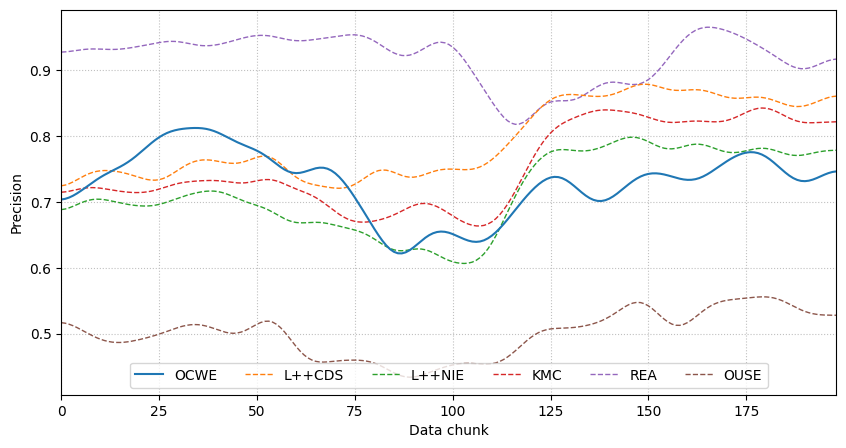 Precision
0.9
0.8
0.7
0.6
0.5
OCWE L++CDS L++NIE KMC REA OUSE
0 25 50 75 100 125 150 175
Data chunk